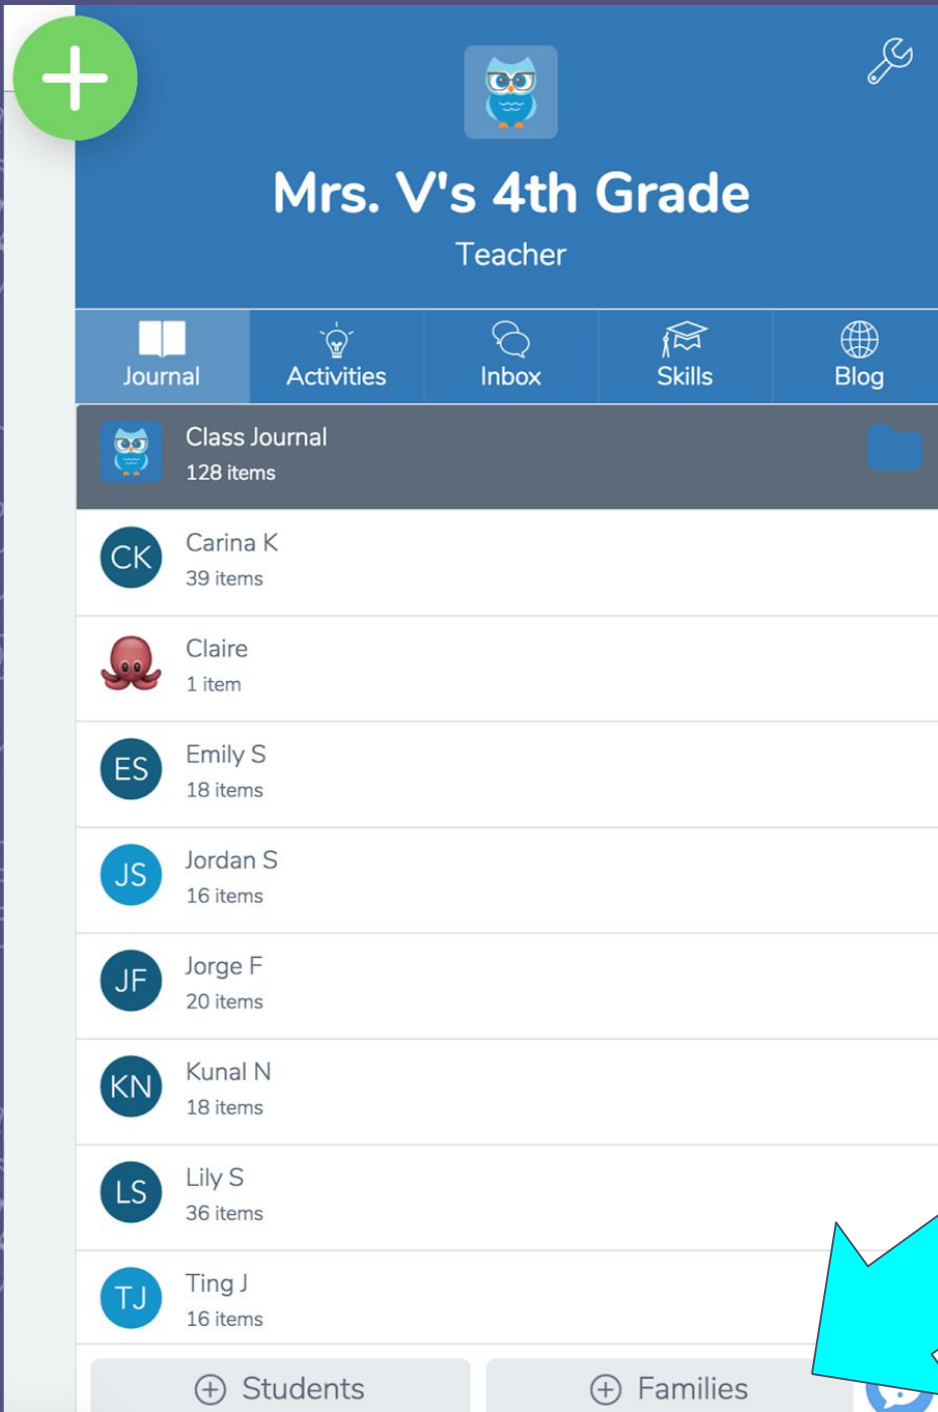 Mrs. V's 4th Grade
Teacher
Journal
Activities
Inbox
Skills
Blog
Class Journal
128 items
CK
Carina K
39 items
Claire
1 item
ES
Emily S
18 items
JS
Jordan S
16 items
JF
Jorge F
20 items
KN
Kunal N
18 items
LS
Lily S
36 items
TJ
Ting J
16 items
Students
Families